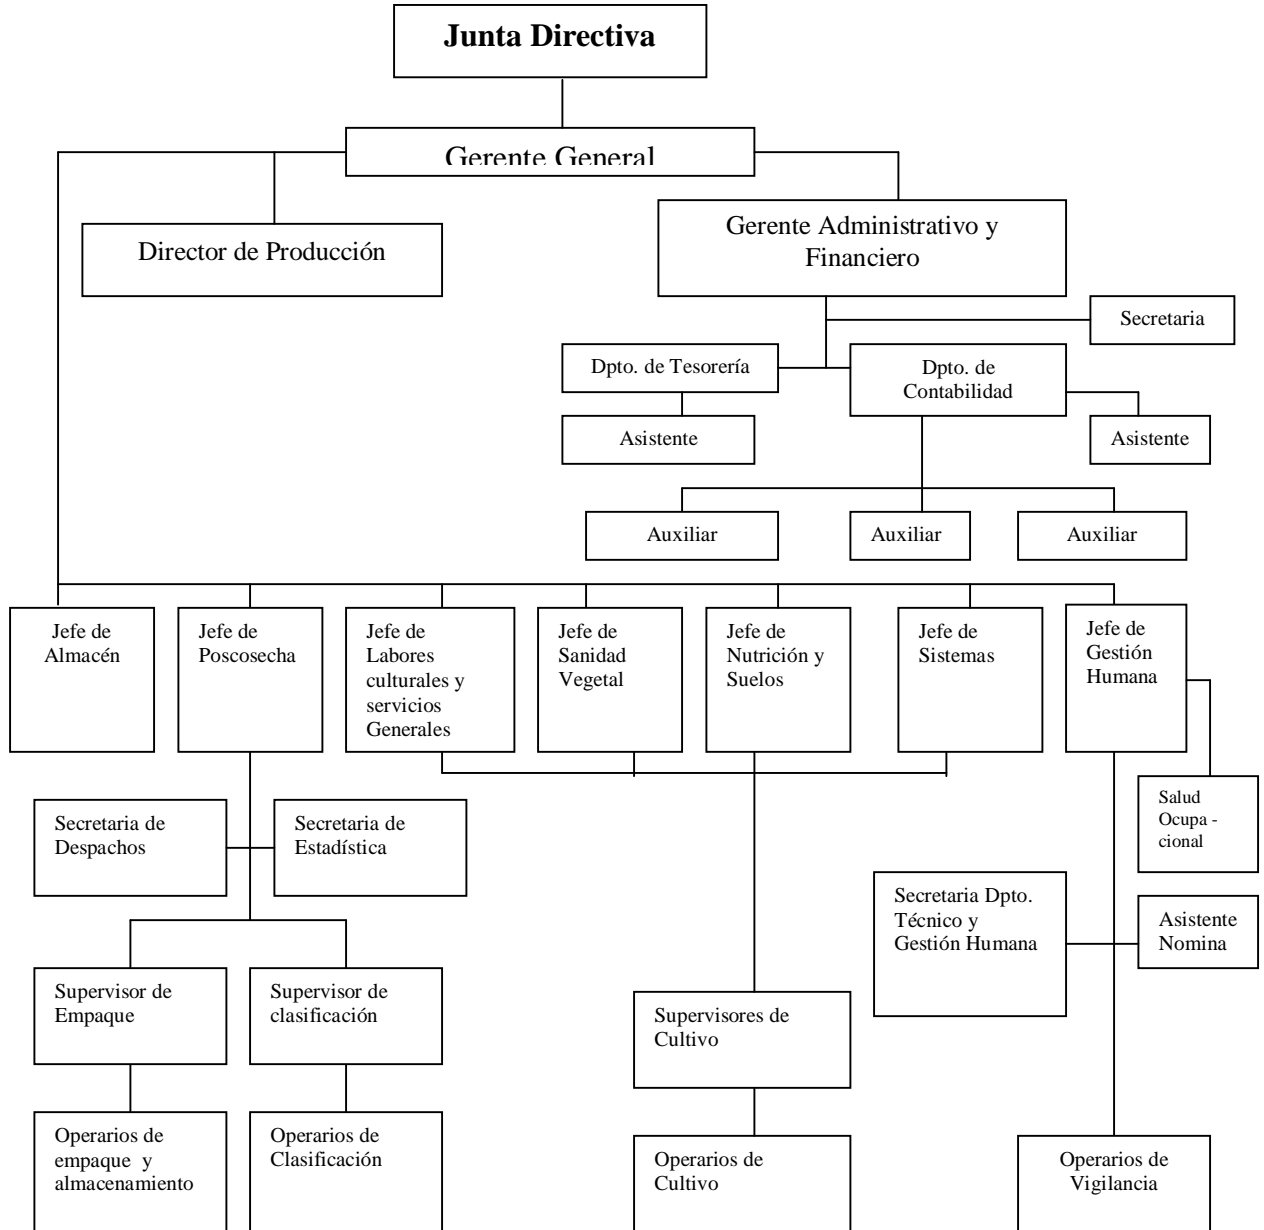 Junta Directiva
Gerente General
Director de Producción
Gerente Administrativo y
Financiero
Secretaria
Dpto. de Tesorería
Dpto. de
Contabilidad
Asistente
Asistente
Auxiliar
Auxiliar
Auxiliar
Jefe de
Almacén
Jefe de
Poscosecha
Jefe de
Labores
culturales y
servicios
Generales
Jefe de
Sanidad
Vegetal
Jefe de
Nutrición y
Suelos
Jefe de
Sistemas
Jefe de
Gestión
Humana
Salud
Ocupa -
cional
Secretaria de
Despachos
Secretaria de
Estadística
Secretaria Dpto.
Técnico y
Gestión Humana
Asistente
Nomina
Supervisor de
Empaque
Supervisor de
clasificación
Supervisores de
Cultivo
Operarios de
empaque y
almacenamiento
Operarios de
Clasificación
Operarios de
Cultivo
Operarios de
Vigilancia